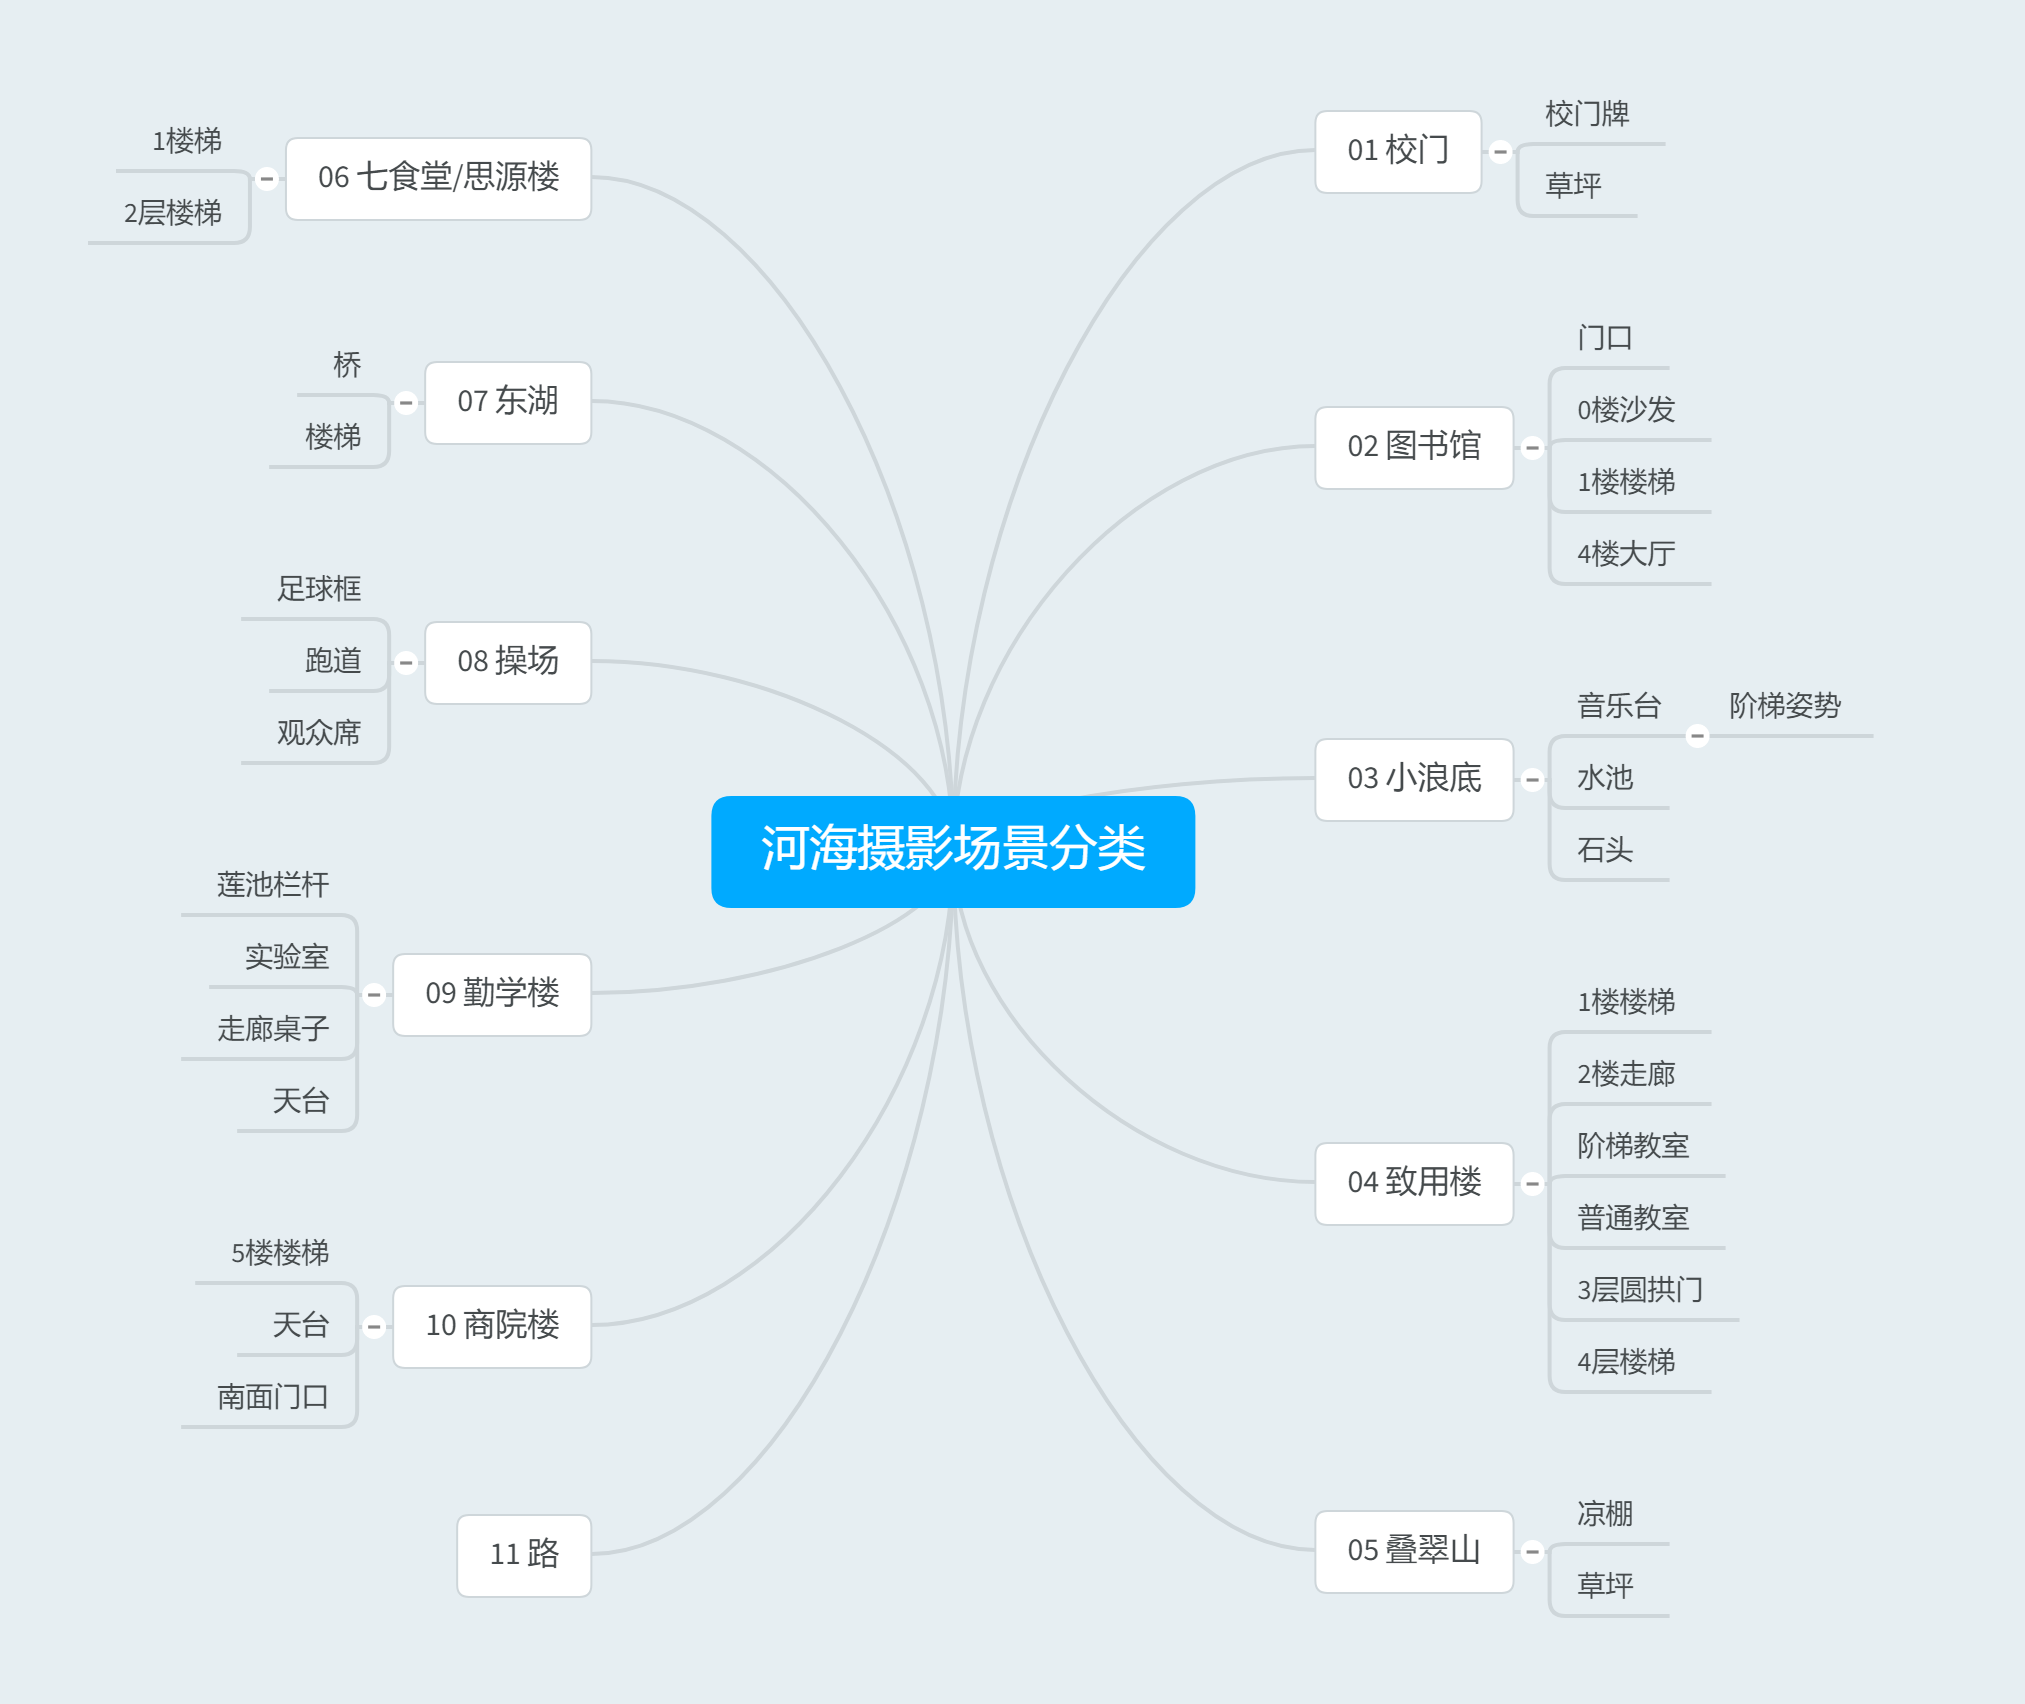 河海摄影场景分类
01 校门
校门牌
草坪
02 图书馆
门口
0楼沙发
1楼楼梯
4楼大厅
03 小浪底
音乐台
阶梯姿势
水池
石头
04 致用楼
1楼楼梯
2楼走廊
阶梯教室
普通教室
3层圆拱门
4层楼梯
05 叠翠山
凉棚
草坪
06 七食堂/思源楼
1楼梯
2层楼梯
07 东湖
桥
楼梯
08 操场
足球框
跑道
观众席
09 勤学楼
莲池栏杆
实验室
走廊桌子
天台
10 商院楼
5楼楼梯
天台
南面门口
11 路